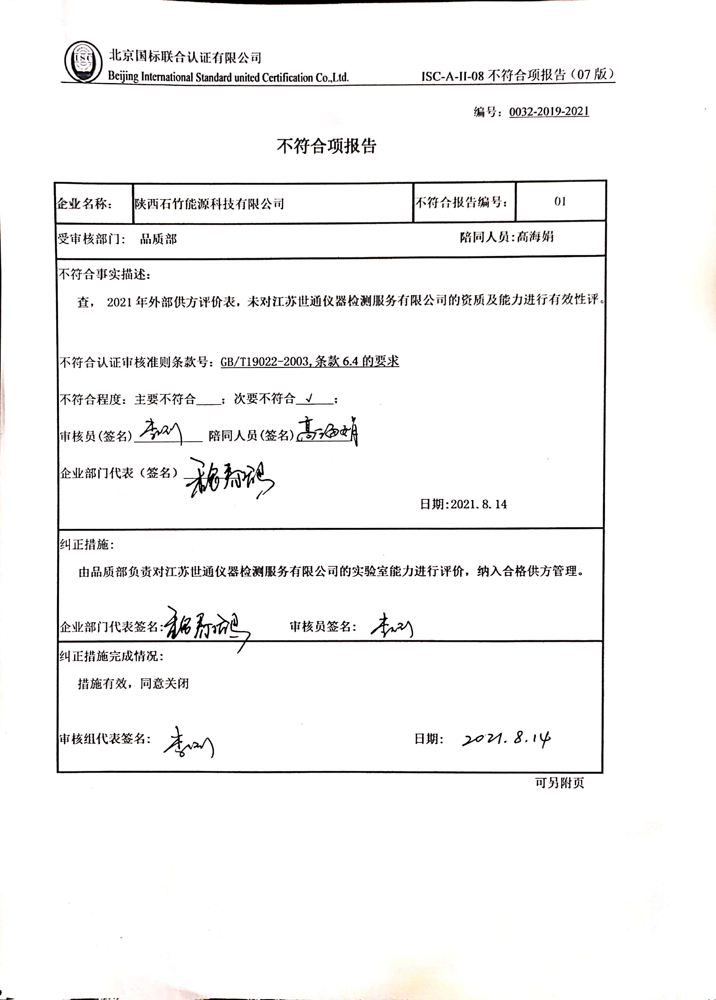 ISC
北京国标联合认证有限公司
Beijing International Standard united Certification Co.,Ltd.
ISC-A-II-08 不符合项报告（07 版）
编号：0032-2019-2021
不符合项报告
企业名称： 陕西石竹能源科技有限公司 不符合报告编号： 01
受审核部门： 品质部 陪同人员:高海娟
不符合事实描述：
查， 2021 年外部供方评价表，未对江苏世通仪器检测服务有限公司的资质及能力进行有效性评。
不符合认证审核准则条款号：GB/T19022-2003,条款 6.4 的要求
不符合程度：主要不符合____；次要不符合__√___；
审核员(签名) 陪同人员(签名) 高海娟
企业部门代表（签名）
日期:2021.8.14
纠正措施：
由品质部负责对江苏世通仪器检测服务有限公司的实验室能力进行评价，纳入合格供方管理。
企业部门代表签名: 审核员签名：
纠正措施完成情况：
措施有效，同意关闭
审核组代表签名： 日期： 2021.8.14
可另附页